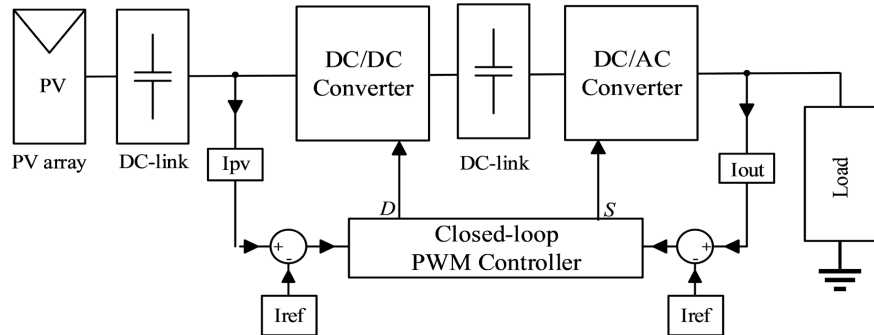 PV
PV array
DC-link
DC/DC
Converter
DC-link
DC/AC
Converter
Ipv
Iout
Load
D
S
Closed-loop
PWM Controller
+
-
+
-
Iref
Iref